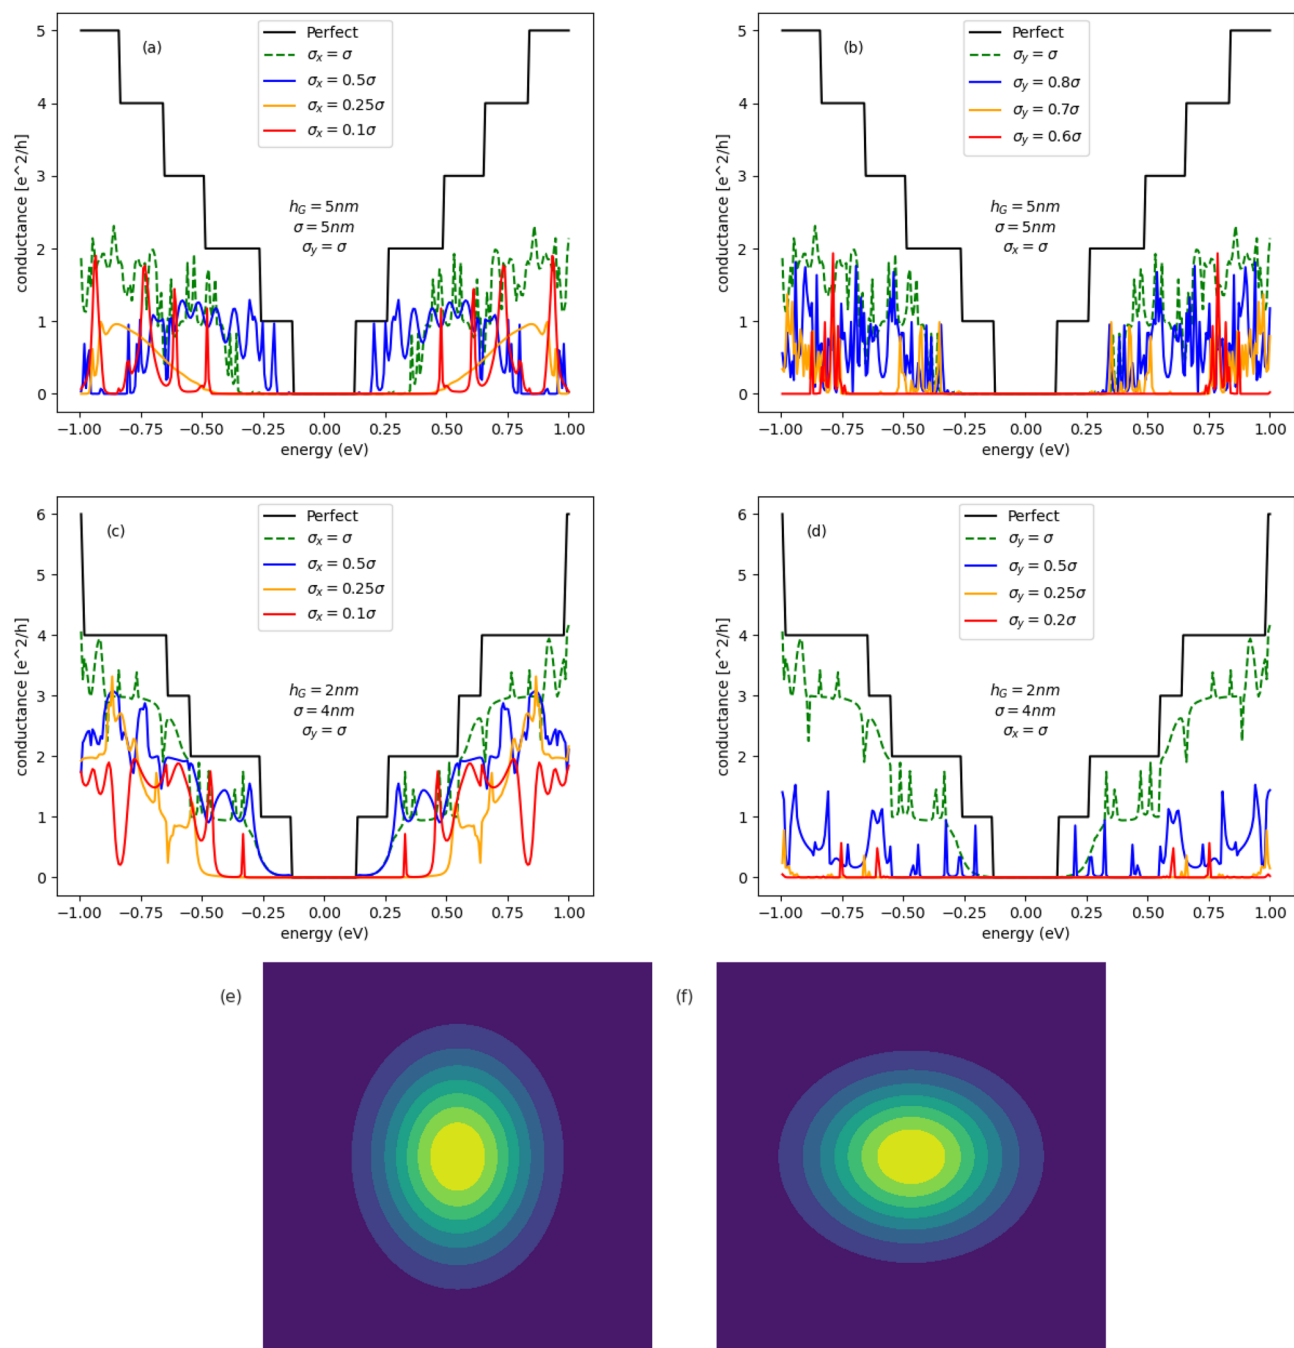 (a)
Perfect
σx = σ
σx = 0.5σ
σx = 0.25σ
σx = 0.1σ
hG = 5nm
σ = 5nm
σy = σ
conductance [e^2/h]
5
4
3
2
1
0
−1.00 −0.75 −0.50 −0.25 0.00 0.25 0.50 0.75 1.00
energy (eV)
(b)
Perfect
σy = σ
σy = 0.8σ
σy = 0.7σ
σy = 0.6σ
hG = 5nm
σ = 5nm
σx = σ
conductance [e^2/h]
5
4
3
2
1
0
−1.00 −0.75 −0.50 −0.25 0.00 0.25 0.50 0.75 1.00
energy (eV)
(c)
Perfect
σx = σ
σx = 0.5σ
σx = 0.25σ
σx = 0.1σ
hG = 2nm
σ = 4nm
σy = σ
conductance [e^2/h]
6
5
4
3
2
1
0
−1.00 −0.75 −0.50 −0.25 0.00 0.25 0.50 0.75 1.00
energy (eV)
(d)
Perfect
σy = σ
σy = 0.5σ
σy = 0.25σ
σy = 0.2σ
hG = 2nm
σ = 4nm
σx = σ
conductance [e^2/h]
6
5
4
3
2
1
0
−1.00 −0.75 −0.50 −0.25 0.00 0.25 0.50 0.75 1.00
energy (eV)
(e)
(f)